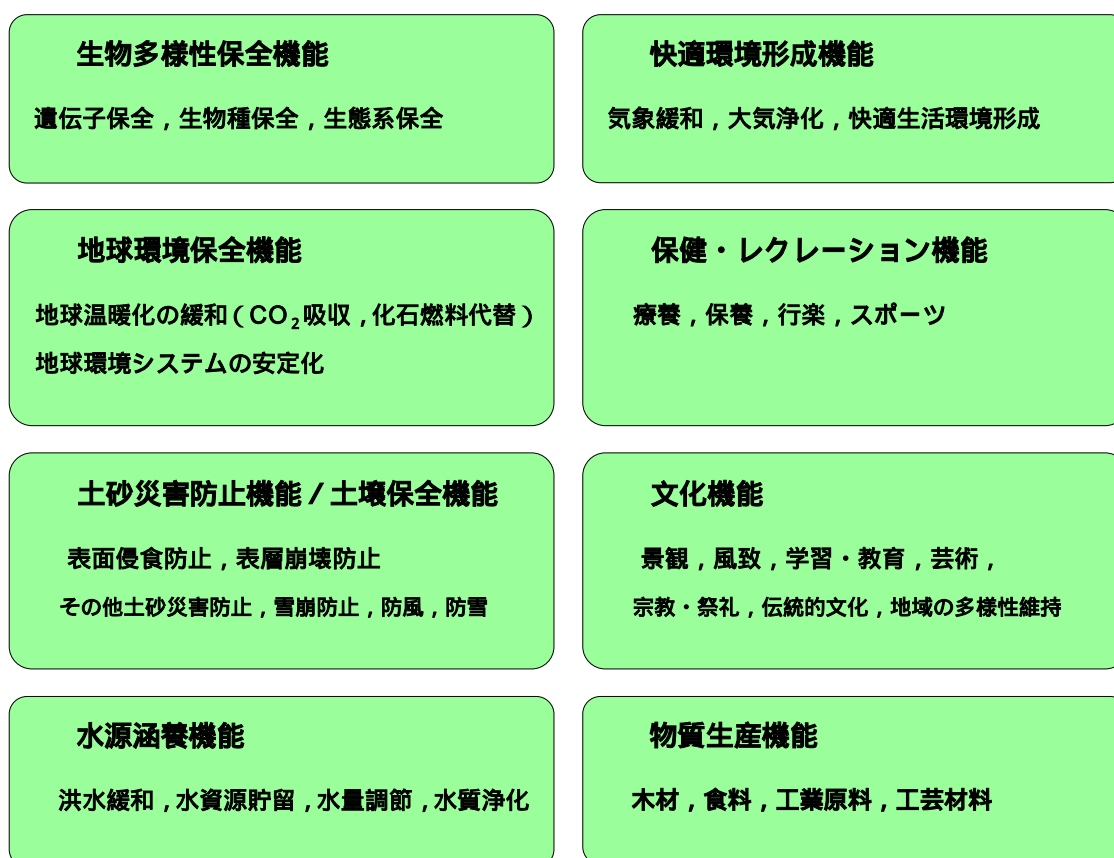 生物多様性保全機能
遺伝子保全，生物種保全，生態系保全
快適環境形成機能
気象緩和，大気浄化，快適生活環境形成
地球環境保全機能
地球温暖化の緩和（CO₂吸収，化石燃料代替）
地球環境システムの安定化
保健・レクレーション機能
療養，保養，行楽，スポーツ
土砂災害防止機能／土壌保全機能
表面侵食防止，表層崩壊防止
その他土砂災害防止，雪崩防止，防風，防雪
文化機能
景観，風致，学習・教育，芸術，
宗教・祭礼，伝統的文化，地域の多様性維持
水源涵養機能
洪水緩和，水資源貯留，水量調節，水質浄化
物質生産機能
木材，食料，工業原料，工芸材料